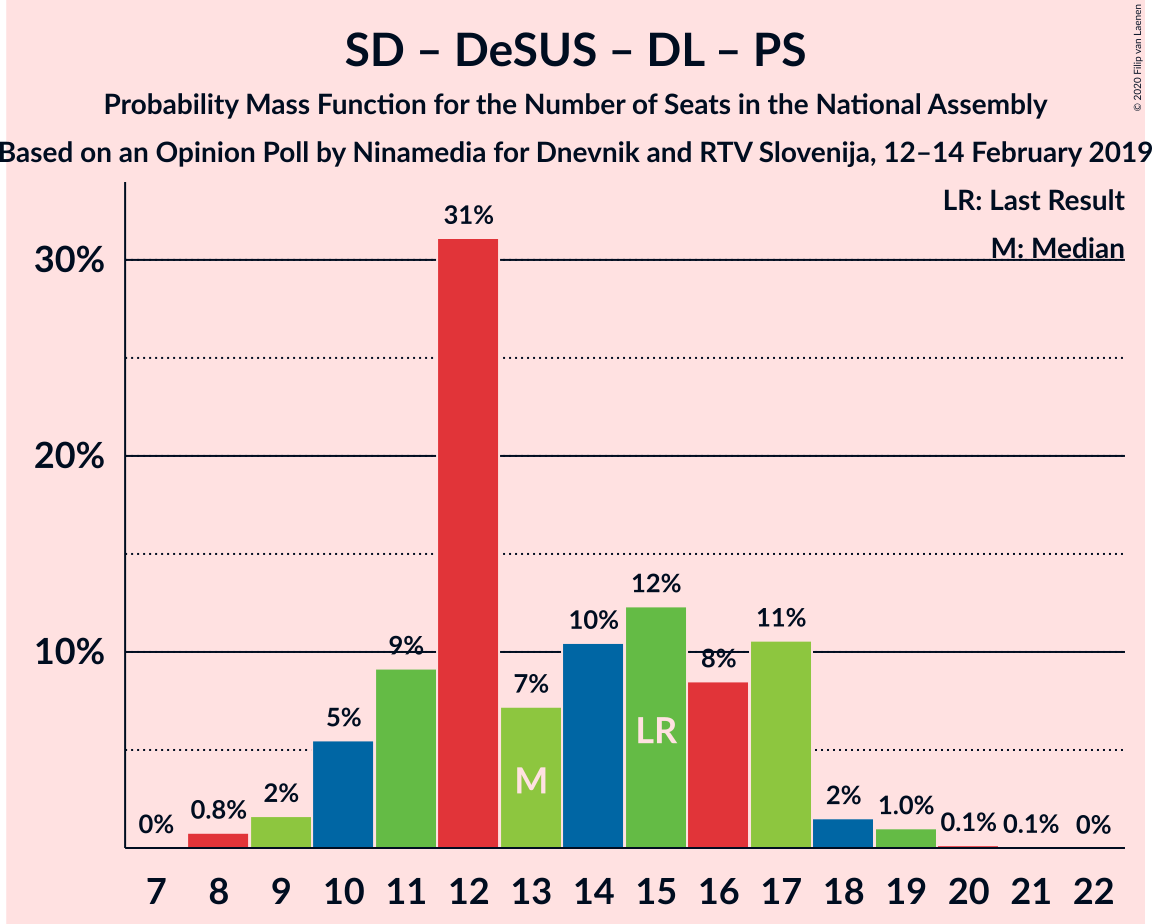 SD – DeSUS – DL – PS
Probability Mass Function for the Number of Seats in the National Assembly
Based on an Opinion Poll by Ninamedia for Dnevnik and RTV Slovenija, 12–14 February 2019
© 2020 Filip van Laenen
LR: Last Result
M: Median
30%
20%
10%
0%
0.8%
2%
5%
9%
31%
7%
10%
12%
8%
11%
2%
1.0%
0.1%
0.1%
0%
M
LR
7 8 9 10 11 12 13 14 15 16 17 18 19 20 21 22